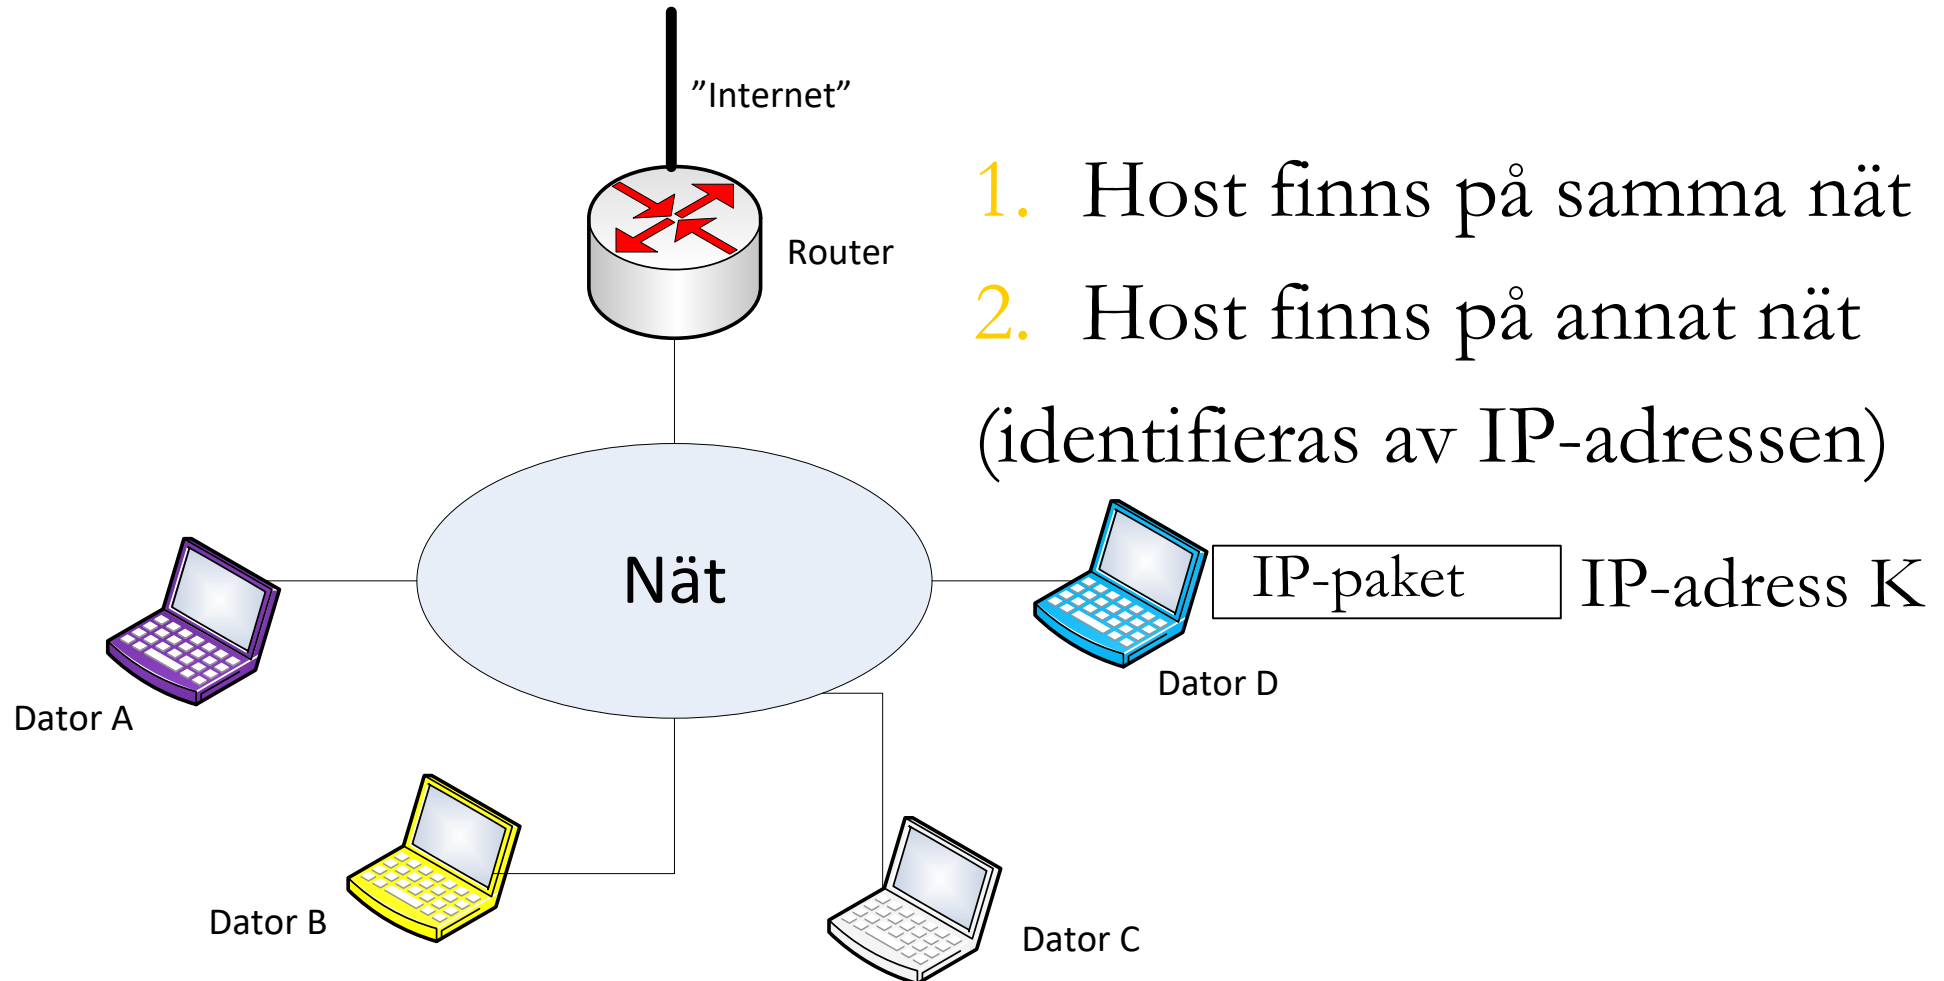 ”Internet”
Router
1. Host finns på samma nät
2. Host finns på annat nät
(identifieras av IP-adressen)
Nät
IP-paket
IP-adress K
Dator D
Dator A
Dator B
Dator C